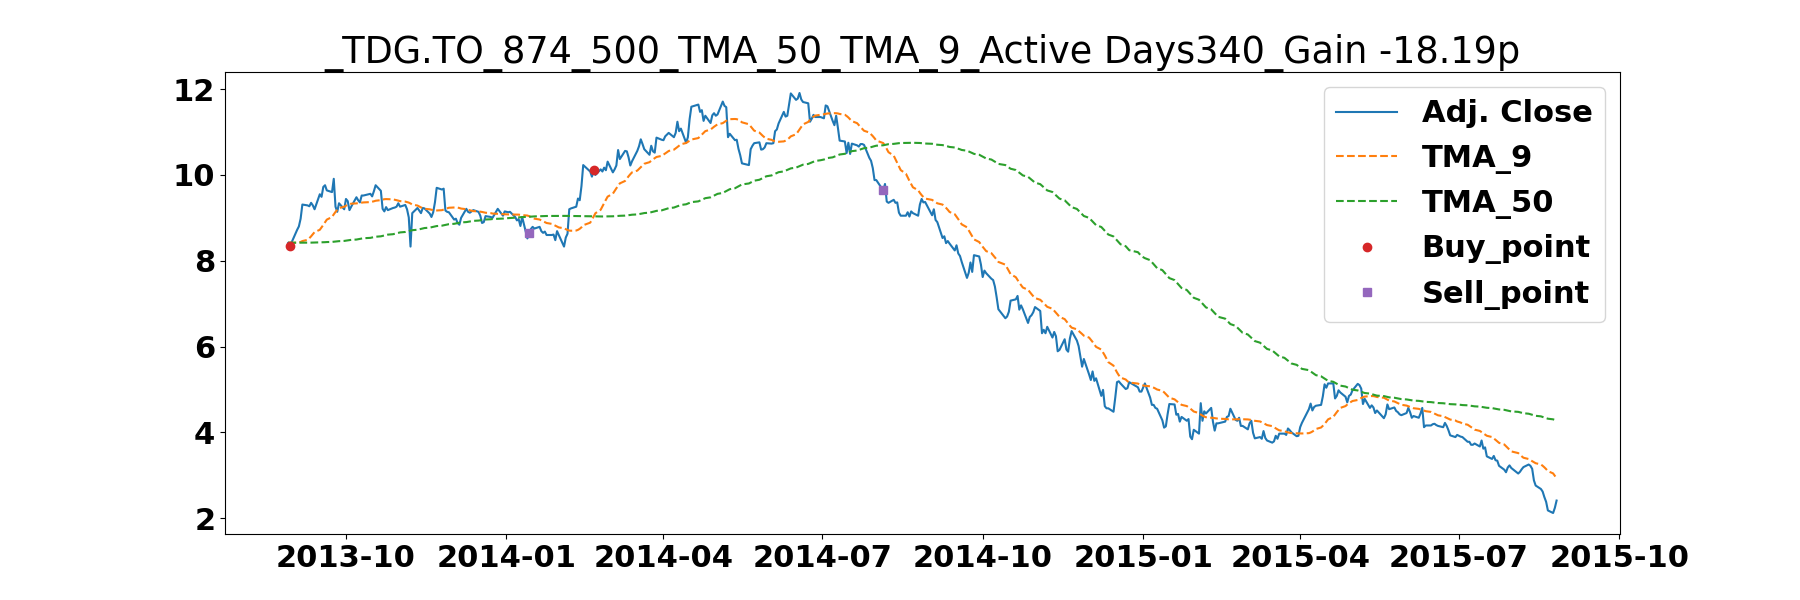 _TDG.TO_874_500_TMA_50_TMA_9_Active Days340_Gain -18.19p
12
10
8
6
4
2
Adj. Close
TMA_9
TMA_50
Buy_point
Sell_point
2013-10 2014-01 2014-04 2014-07 2014-10 2015-01 2015-04 2015-07 2015-10